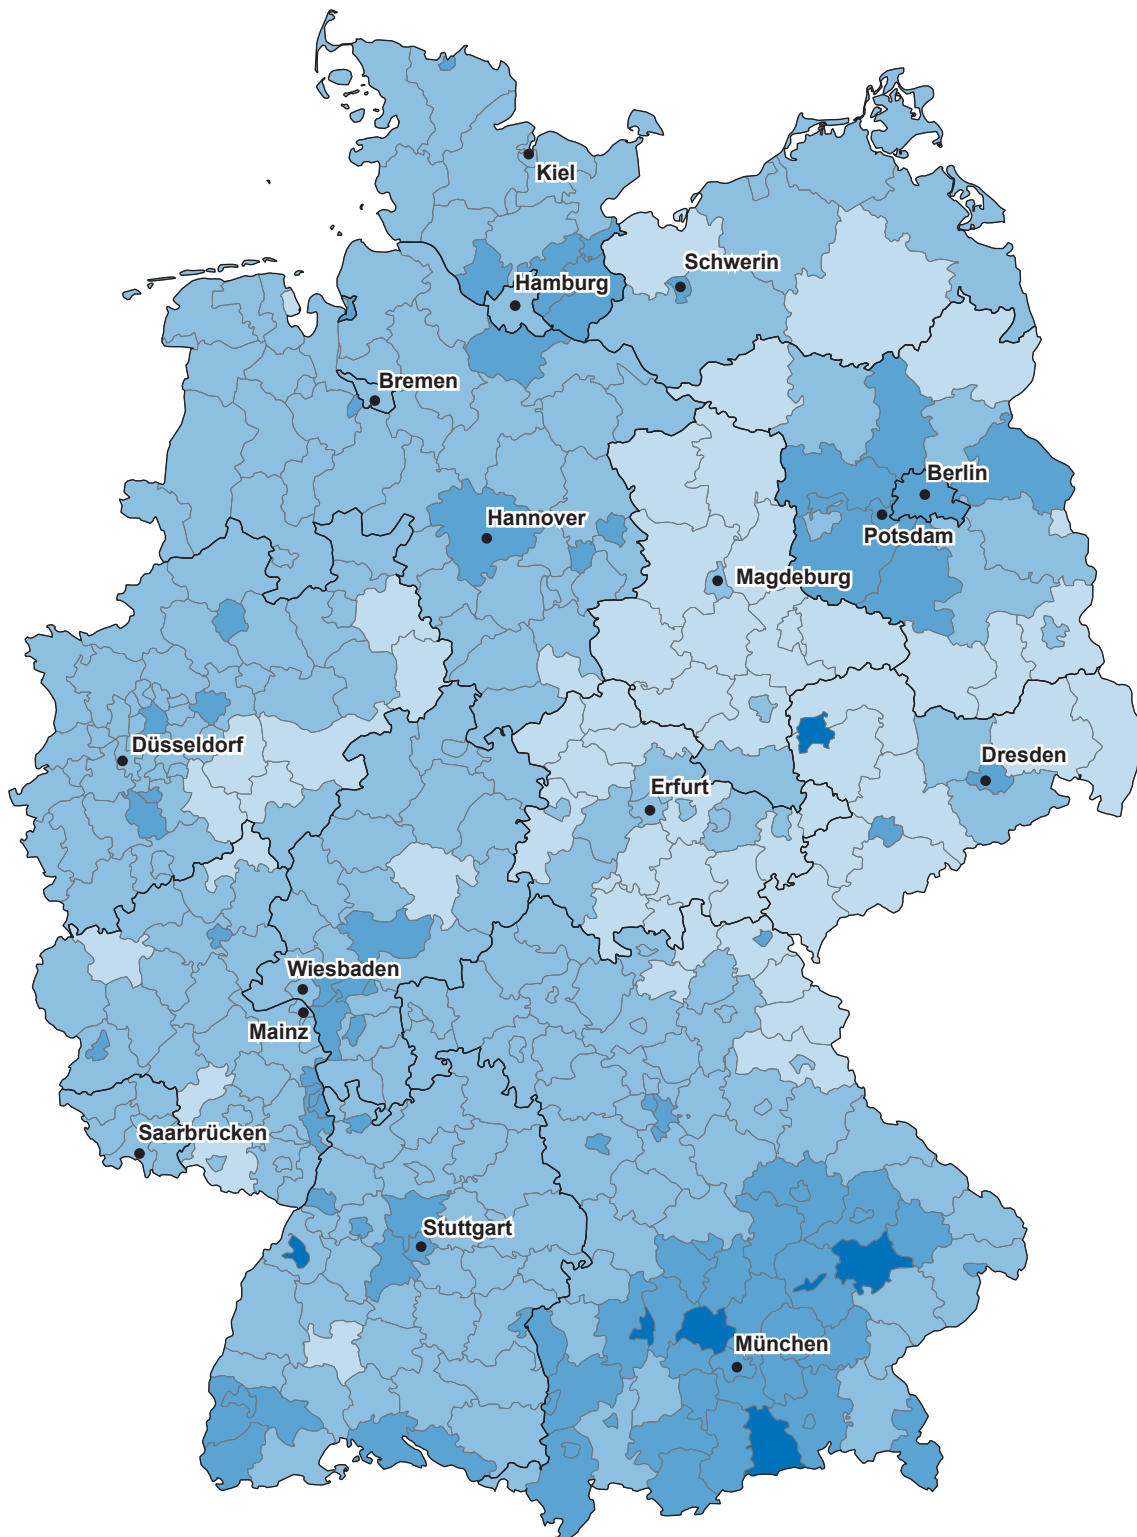 Kiel
Schwerin
Hamburg
Bremen
Berlin
Hannover
Potsdam
Magdeburg
Düsseldorf
Dresden
Erfurt
Wiesbaden
Mainz
Saarbrücken
Stuttgart
München